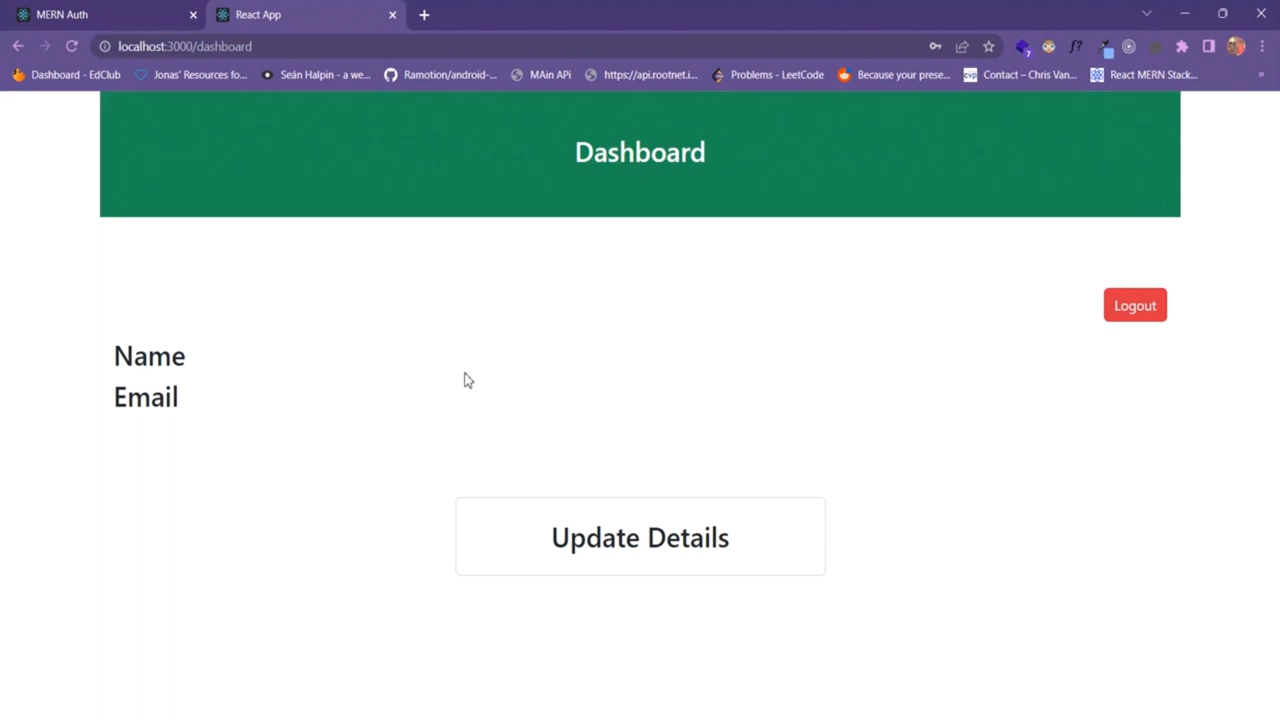 MERN Auth
React App
localhost:3000/dashboard
f?
7
Dashboard - EdClub
Jonas' Resources fo...
Seán Halpin - a we...
Ramotion/android-...
MAin APi
https://api.rootnet.i...
Problems - LeetCode
Because your prese...
cvp
Contact – Chris Van...
React MERN Stack...
»
Dashboard
Logout
Name
Email
Update Details